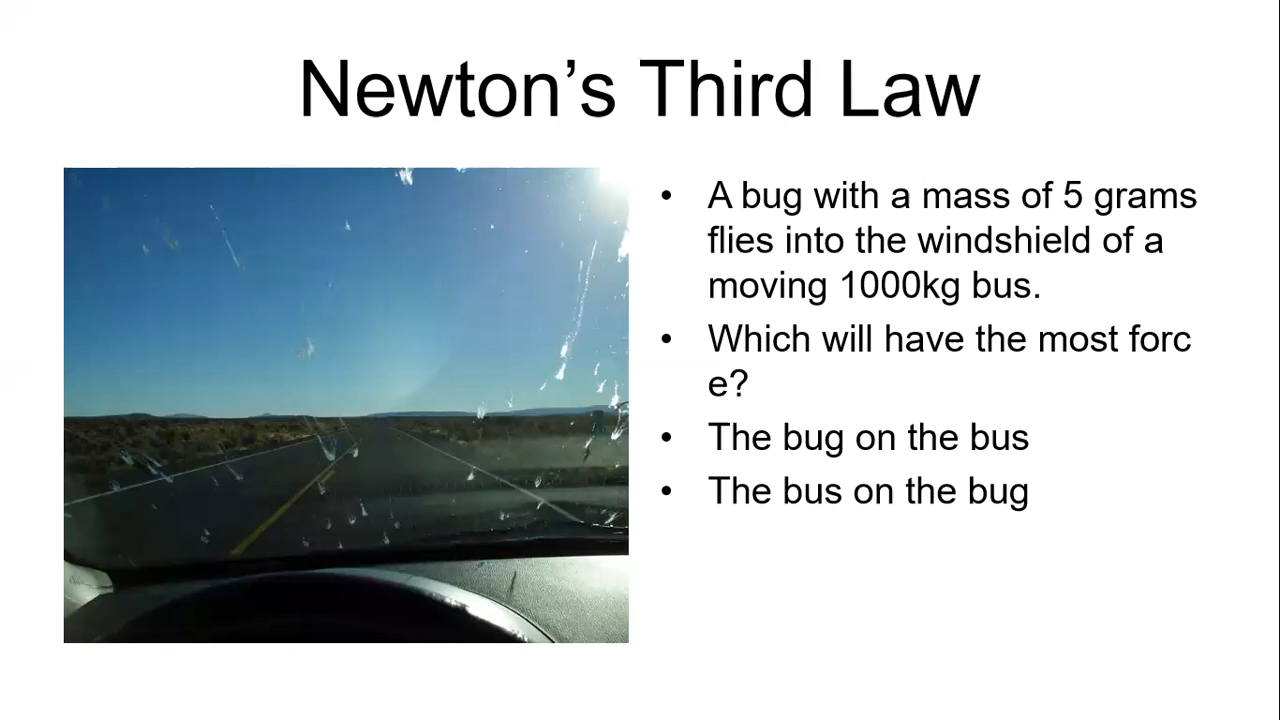 Newton’s Third Law
• A bug with a mass of 5 grams
flies into the windshield of a
moving 1000kg bus.
• Which will have the most forc
e?
• The bug on the bus
• The bus on the bug